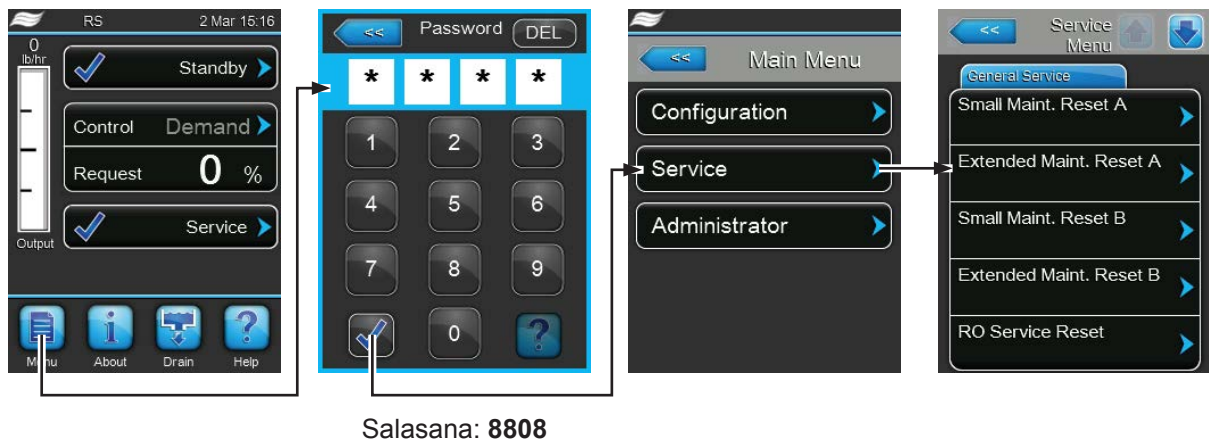 RS 2 Mar 15:16
0
lb/hr
Standby
Control Demand
Request 0 %
Service
Output
Menu About Drain Help
<< Password DEL
* * * *
1 2 3
4 5 6
7 8 9
0 ?
Salasana: 8808
<< Main Menu
Configuration
Service
Administrator
<< Service
Menu
General Service
Small Maint. Reset A
Extended Maint. Reset A
Small Maint. Reset B
Extended Maint. Reset B
RO Service Reset